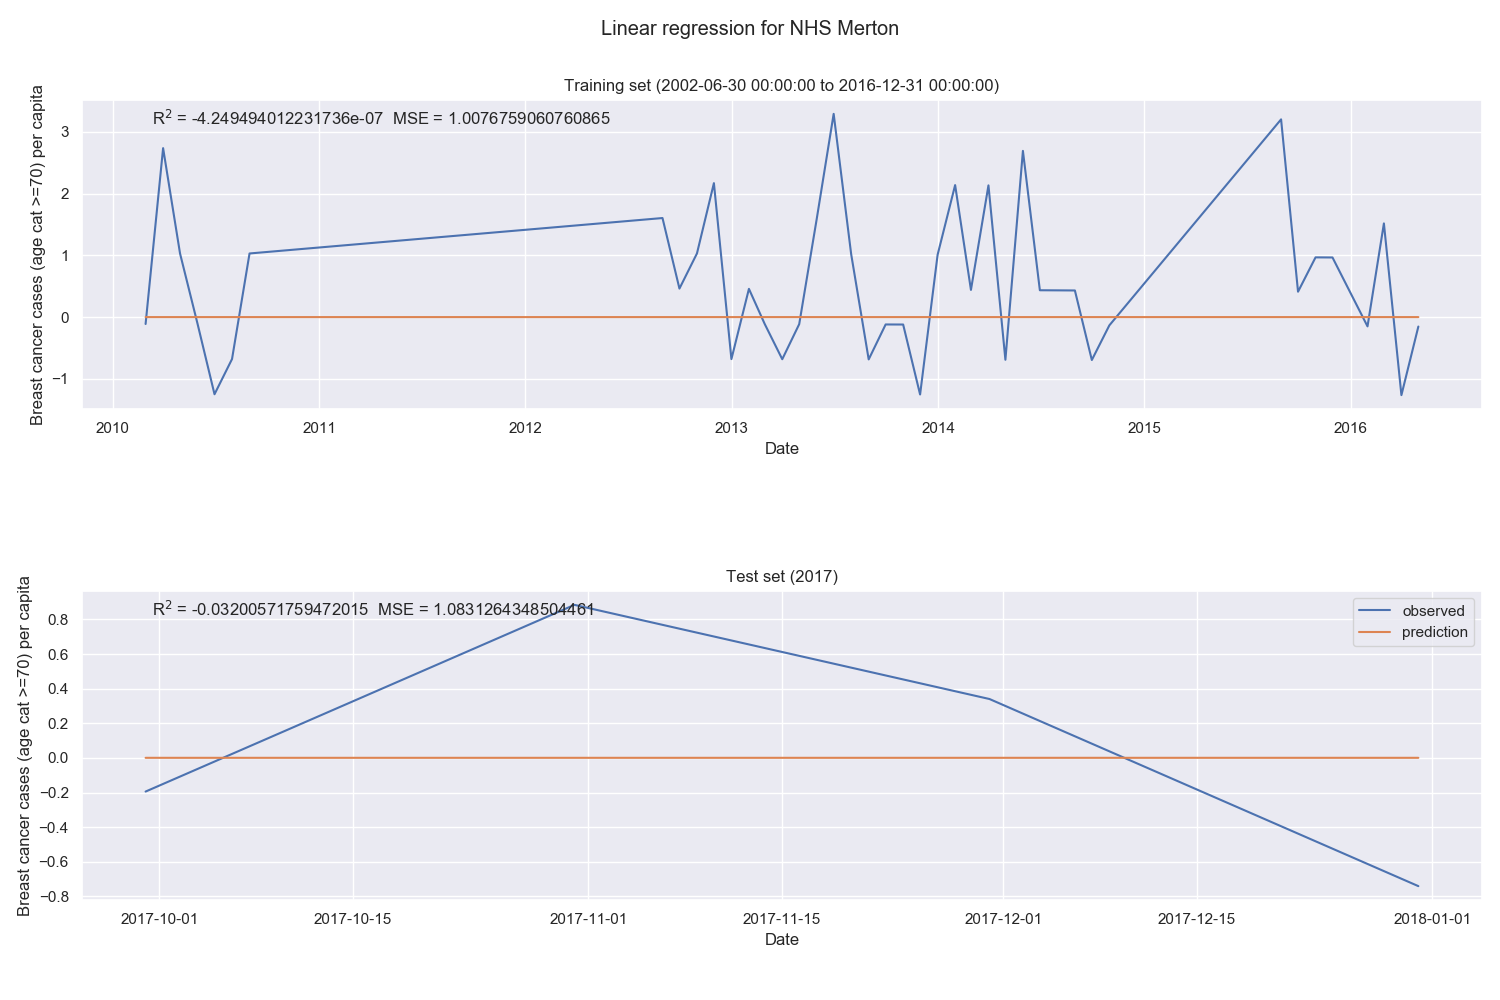 Linear regression for NHS Merton
Training set (2002-06-30 00:00:00 to 2016-12-31 00:00:00)
R² = -4.249494012231736e-07  MSE = 1.0076759060760865
Breast cancer cases (age cat >=70) per capita
3
2
1
0
−1
2010 2011 2012 2013 2014 2015 2016
Date
Test set (2017)
R² = -0.03200571759472015  MSE = 1.0831264348504461
observed
prediction
Breast cancer cases (age cat >=70) per capita
0.8
0.6
0.4
0.2
0.0
−0.2
−0.4
−0.6
−0.8
2017-10-01 2017-10-15 2017-11-01 2017-11-15 2017-12-01 2017-12-15 2018-01-01
Date